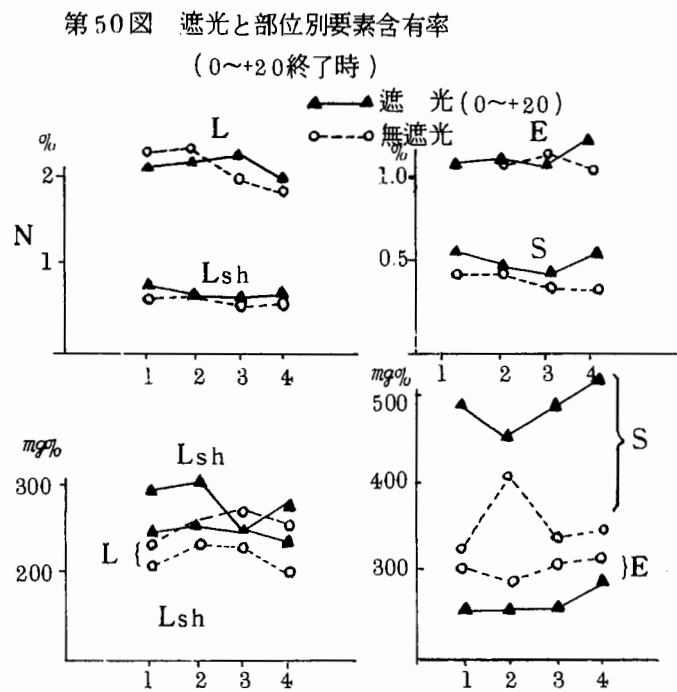 第50図 遮光と部位別要素含有率
(0~+20終了時)
遮 光(0~+20)
無遮光
%
L
2
N
1
Lsh
1 2 3 4
E
%
1.0
S
0.5
1 2 3 4
mg%
Lsh
300
L {
200
Lsh
1 2 3 4
mg%
500
} S
400
300
}E
1 2 3 4